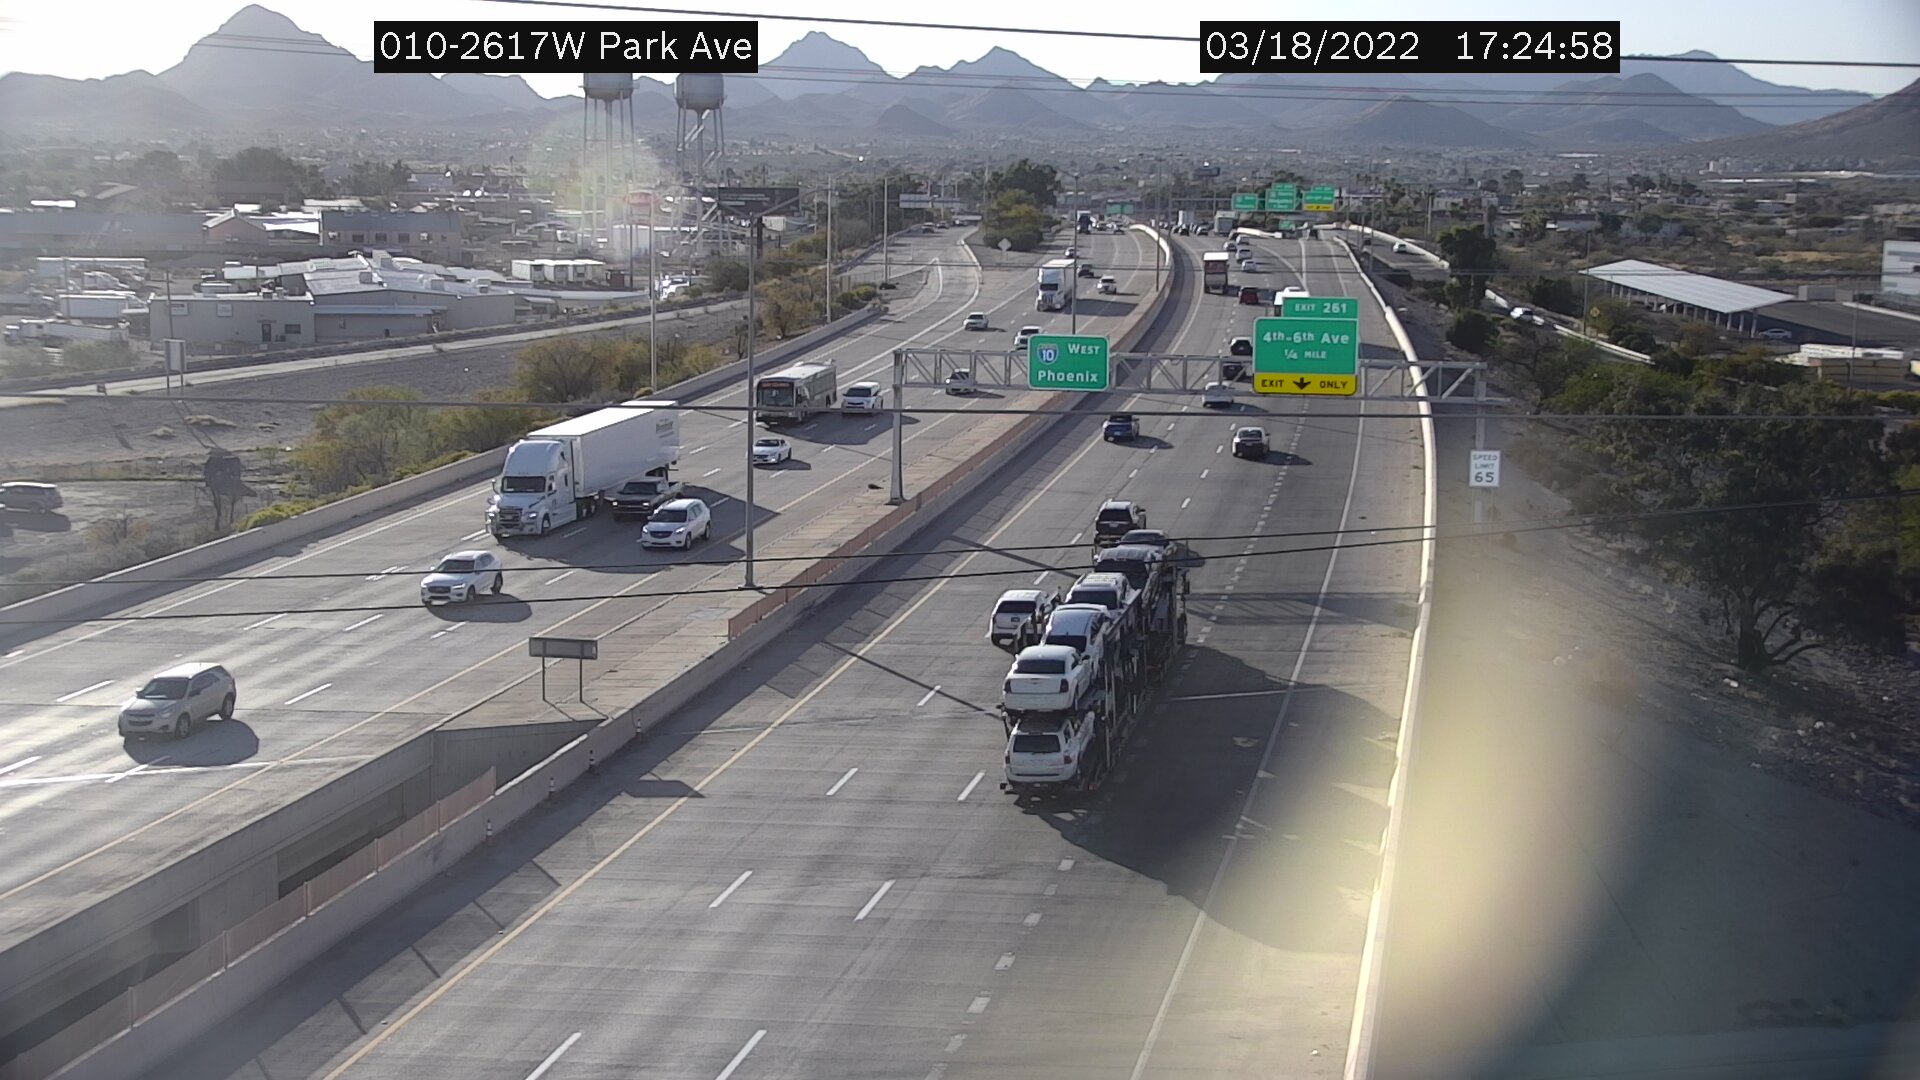 010-2617W Park Ave
03/18/2022 17:24:58
EXIT 261
4th-6th Ave
1/4 MILE
EXIT ONLY
10 WEST
Phoenix
SPEED
LIMIT
65